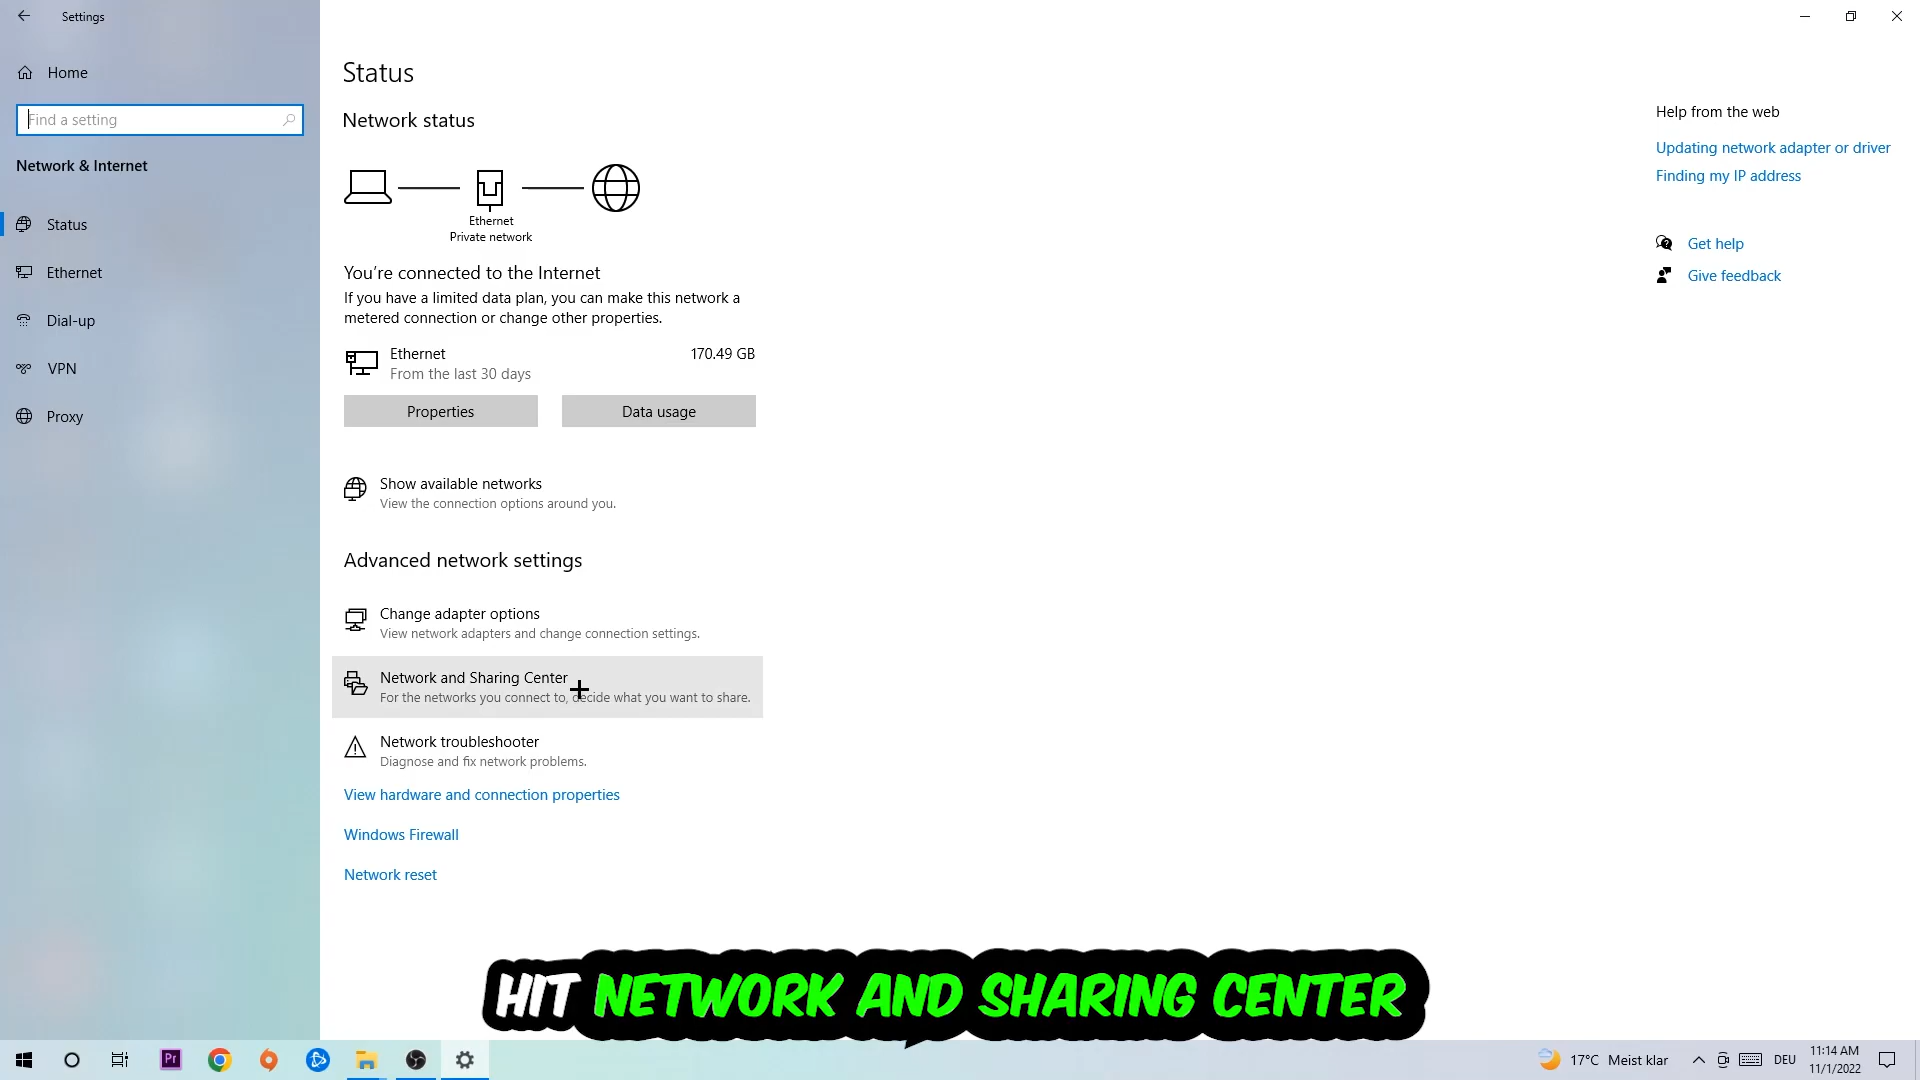 Settings
Home
Find a setting
Network & Internet
Status
Ethernet
Dial-up
VPN
Proxy
Status
Network status
Ethernet
Private network
You're connected to the Internet
If you have a limited data plan, you can make this network a
metered connection or change other properties.
Ethernet 170.49 GB
From the last 30 days
Properties Data usage
Show available networks
View the connection options around you.
Advanced network settings
Change adapter options
View network adapters and change connection settings.
Network and Sharing Center
For the networks you connect to, decide what you want to share.
Network troubleshooter
Diagnose and fix network problems.
View hardware and connection properties
Windows Firewall
Network reset
Help from the web
Updating network adapter or driver
Finding my IP address
Get help
Give feedback
HIT NETWORK AND SHARING CENTER
Pr
17°C Meist klar
DEU
11:14 AM
11/1/2022